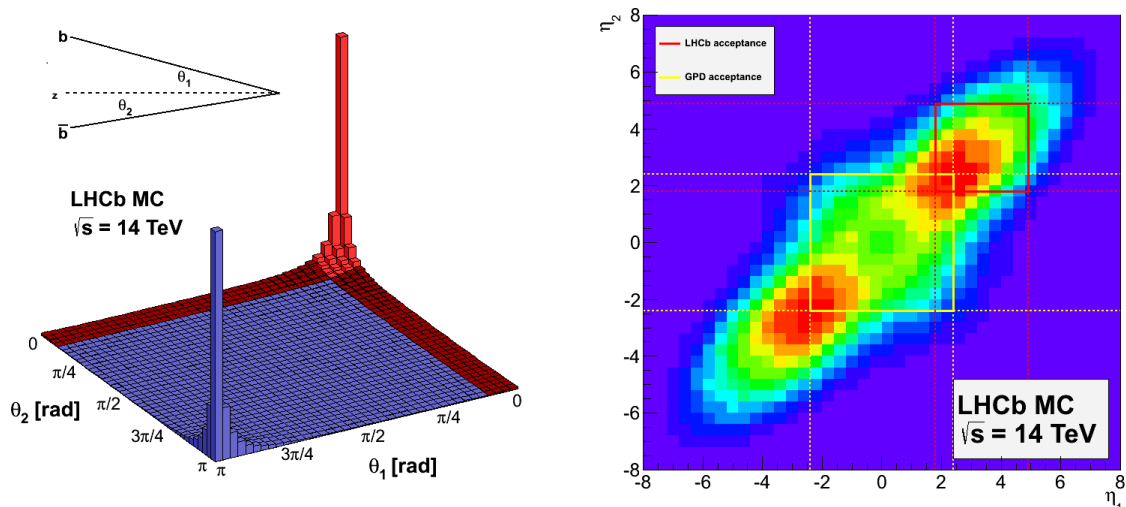 b
θ₁
z
θ₂
b̅
LHCb MC
√s = 14 TeV
0
π/4
π/2
3π/4
π
θ₂ [rad]
π
3π/4
π/2
π/4
0
θ₁ [rad]
η₂
8
6
4
2
0
-2
-4
-6
-8
LHCb acceptance
GPD acceptance
LHCb MC
√s = 14 TeV
-8 -6 -4 -2 0 2 4 6 8
η₁